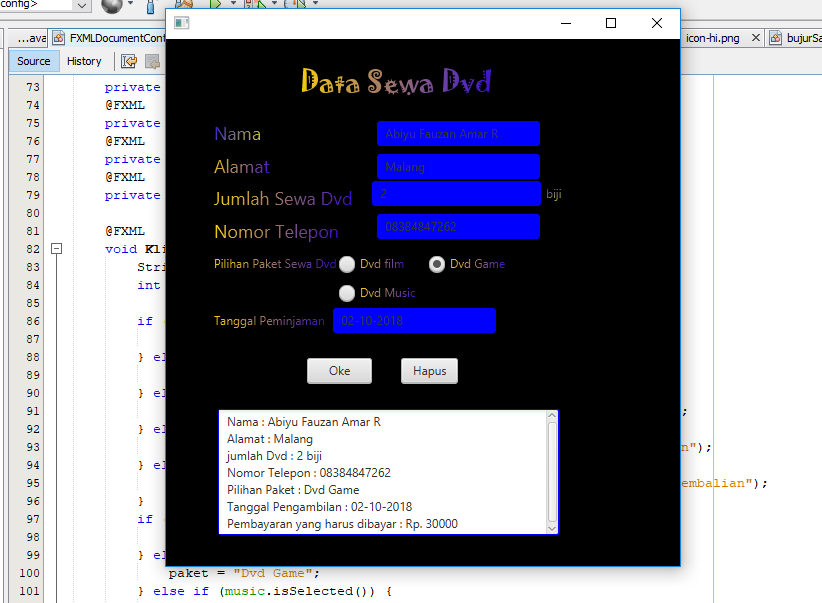 config>
...ava
FXMLDocumentCont
icon-hi.png
bujurSa
Source
History
Data Sewa Dvd
Nama
Abiyu Fauzan Amar R
Alamat
Malang
Jumlah Sewa Dvd
2
biji
Nomor Telepon
08384847262
Pilihan Paket Sewa Dvd
Dvd film
Dvd Game
Dvd Music
Tanggal Peminjaman
02-10-2018
Oke
Hapus
Nama : Abiyu Fauzan Amar R
Alamat : Malang
jumlah Dvd : 2 biji
Nomor Telepon : 08384847262
Pilihan Paket : Dvd Game
Tanggal Pengambilan : 02-10-2018
Pembayaran yang harus dibayar : Rp. 30000
73 private
74 @FXML
75 private
76 @FXML
77 private
78 @FXML
79 private
80
81 @FXML
82 void Kli
83 Stri
84 int
85
86 if
87
88 } el
89
90 } el
91 ;
92 } el
93 n");
94 } el
95 embalian");
96 }
97 if
98
99 } el
100 paket = "Dvd Game";
101 } else if (music.isSelected()) {